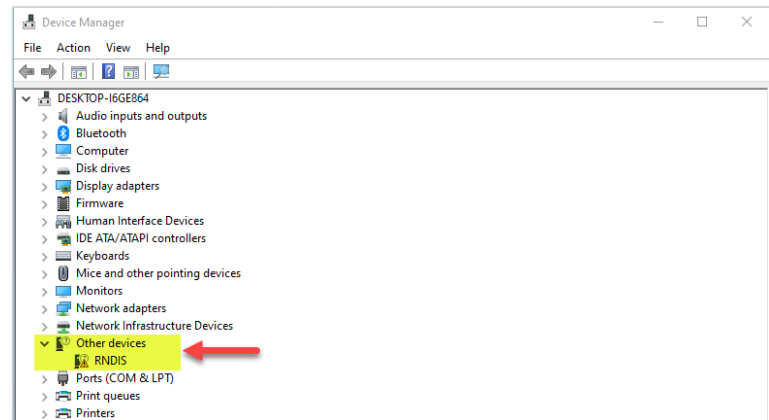 Device Manager
File Action View Help
DESKTOP-I6GE864
Audio inputs and outputs
Bluetooth
Computer
Disk drives
Display adapters
Firmware
Human Interface Devices
IDE ATA/ATAPI controllers
Keyboards
Mice and other pointing devices
Monitors
Network adapters
Network Infrastructure Devices
Other devices
RNDIS
Ports (COM & LPT)
Print queues
Printers